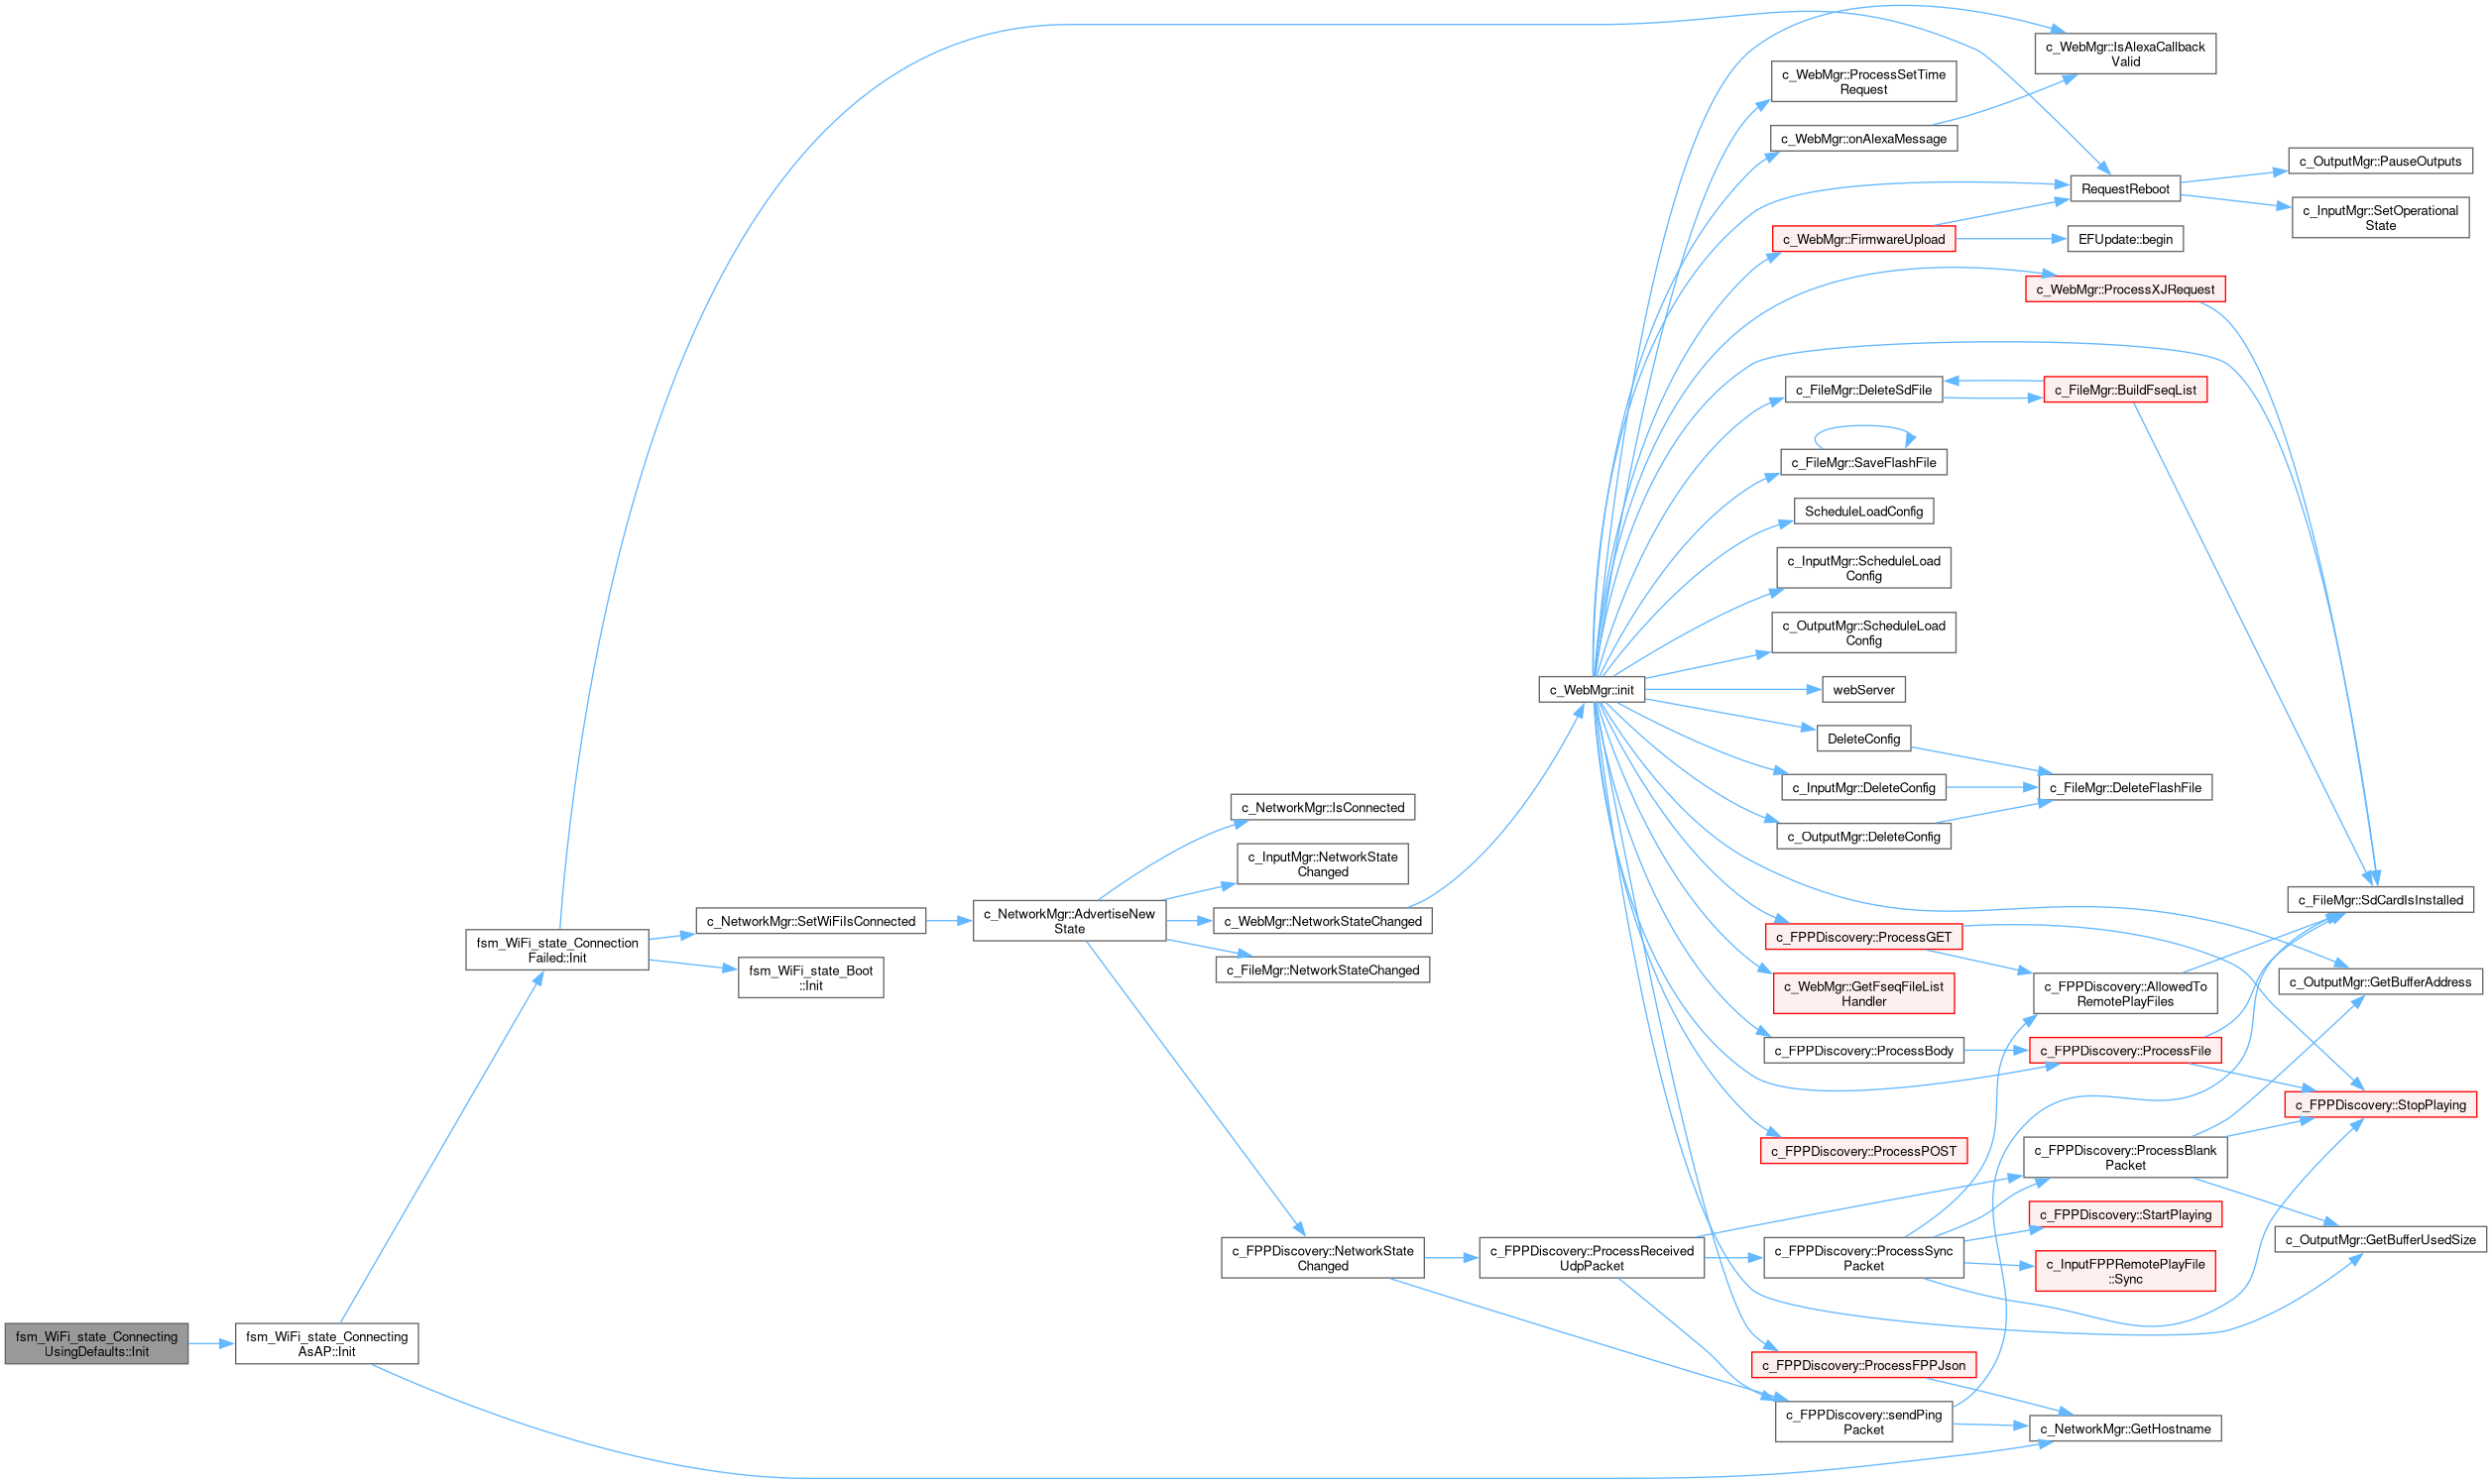 fsm_WiFi_state_Connecting
UsingDefaults::Init
fsm_WiFi_state_Connecting
AsAP::Init
fsm_WiFi_state_Connection
Failed::Init
c_NetworkMgr::SetWiFiIsConnected
fsm_WiFi_state_Boot
::Init
c_NetworkMgr::AdvertiseNew
State
c_NetworkMgr::IsConnected
c_InputMgr::NetworkState
Changed
c_WebMgr::NetworkStateChanged
c_FileMgr::NetworkStateChanged
c_FPPDiscovery::NetworkState
Changed
c_WebMgr::init
c_FPPDiscovery::ProcessReceived
UdpPacket
c_WebMgr::ProcessSetTime
Request
c_WebMgr::onAlexaMessage
c_WebMgr::FirmwareUpload
c_FileMgr::DeleteSdFile
c_FileMgr::SaveFlashFile
ScheduleLoadConfig
c_InputMgr::ScheduleLoad
Config
c_OutputMgr::ScheduleLoad
Config
webServer
DeleteConfig
c_InputMgr::DeleteConfig
c_OutputMgr::DeleteConfig
c_FPPDiscovery::ProcessGET
c_WebMgr::GetFseqFileList
Handler
c_FPPDiscovery::ProcessBody
c_FPPDiscovery::ProcessPOST
c_FPPDiscovery::ProcessSync
Packet
c_FPPDiscovery::ProcessFPPJson
c_FPPDiscovery::sendPing
Packet
c_WebMgr::IsAlexaCallback
Valid
RequestReboot
EFUpdate::begin
c_WebMgr::ProcessXJRequest
c_FileMgr::BuildFseqList
c_FileMgr::DeleteFlashFile
c_FPPDiscovery::AllowedTo
RemotePlayFiles
c_FPPDiscovery::ProcessFile
c_FPPDiscovery::ProcessBlank
Packet
c_FPPDiscovery::StartPlaying
c_InputFPPRemotePlayFile
::Sync
c_NetworkMgr::GetHostname
c_OutputMgr::PauseOutputs
c_InputMgr::SetOperational
State
c_FileMgr::SdCardIsInstalled
c_OutputMgr::GetBufferAddress
c_FPPDiscovery::StopPlaying
c_OutputMgr::GetBufferUsedSize